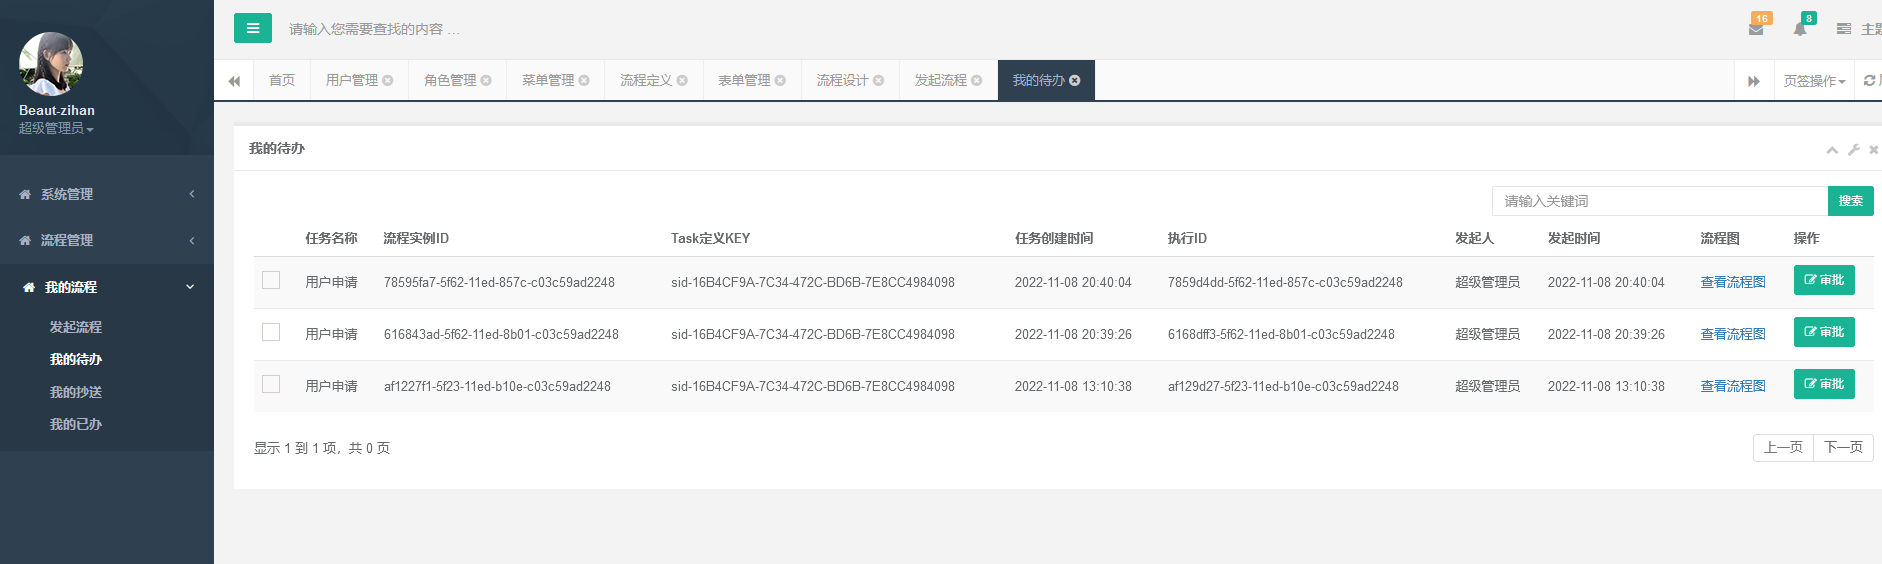 请输入您需要查找的内容 …
16
8
首页
用户管理
角色管理
菜单管理
流程定义
表单管理
流程设计
发起流程
我的待办
页签操作
Beaut-zihan
超级管理员
系统管理
流程管理
我的流程
发起流程
我的待办
我的抄送
我的已办
我的待办
请输入关键词 搜索
任务名称 流程实例ID Task定义KEY 任务创建时间 执行ID 发起人 发起时间 流程图 操作
用户申请 78595fa7-5f62-11ed-857c-c03c59ad2248 sid-16B4CF9A-7C34-472C-BD6B-7E8CC4984098 2022-11-08 20:40:04 7859d4dd-5f62-11ed-857c-c03c59ad2248 超级管理员 2022-11-08 20:40:04 查看流程图 审批
用户申请 616843ad-5f62-11ed-8b01-c03c59ad2248 sid-16B4CF9A-7C34-472C-BD6B-7E8CC4984098 2022-11-08 20:39:26 6168dff3-5f62-11ed-8b01-c03c59ad2248 超级管理员 2022-11-08 20:39:26 查看流程图 审批
用户申请 af1227f1-5f23-11ed-b10e-c03c59ad2248 sid-16B4CF9A-7C34-472C-BD6B-7E8CC4984098 2022-11-08 13:10:38 af129d27-5f23-11ed-b10e-c03c59ad2248 超级管理员 2022-11-08 13:10:38 查看流程图 审批
显示 1 到 1 项，共 0 页
上一页 下一页